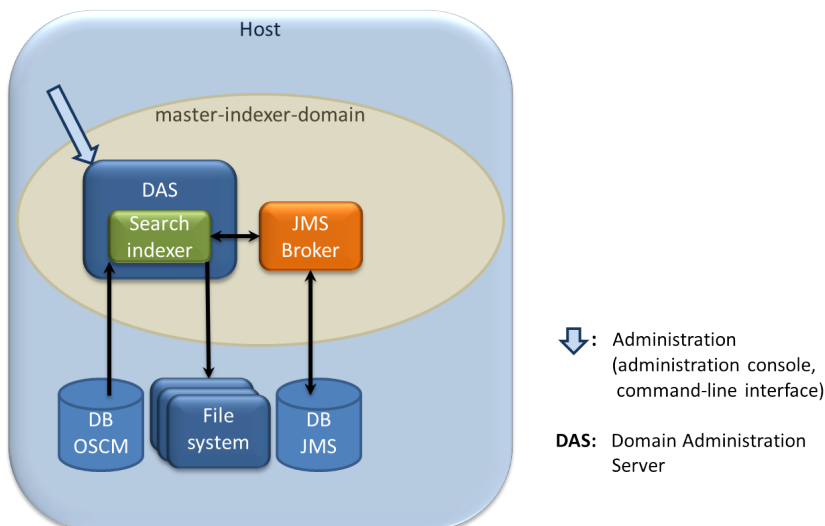 Host
master-indexer-domain
DAS
Search
indexer
JMS
Broker
DB
OSCM
File
system
DB
JMS
: Administration
(administration console,
command-line interface)
DAS: Domain Administration
Server